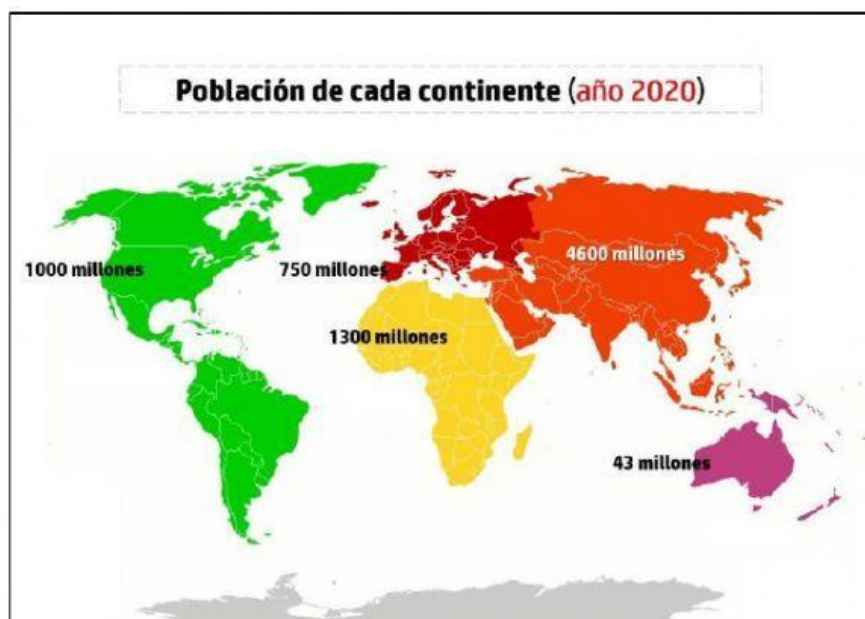 Población de cada continente (año 2020)
1000 millones
750 millones
4600 millones
1300 millones
43 millones